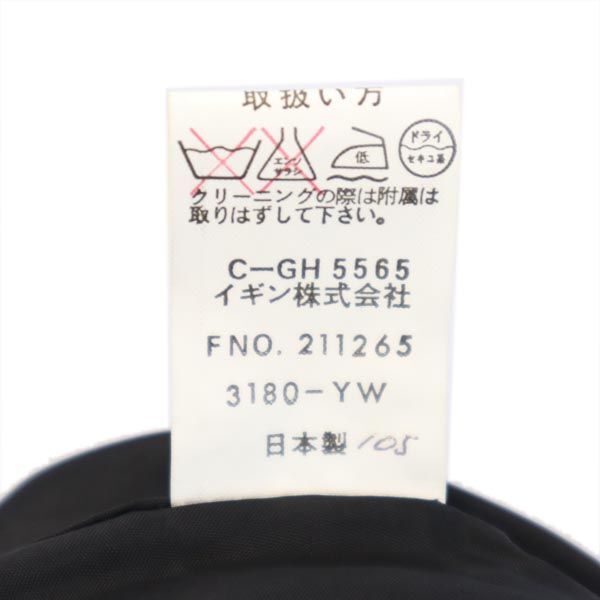 取扱い方
エンソ サラシ 低 ドライ セキユ系
クリーニングの際は附属は
取りはずして下さい。
C-GH 5565
イギン株式会社
FNO. 211265
3180-YW
日本製 105